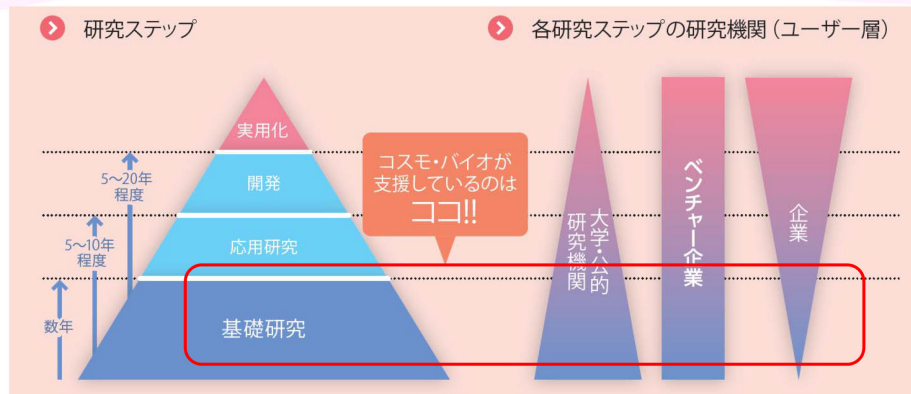 研究ステップ
各研究ステップの研究機関（ユーザー層）
実用化
開発
応用研究
基礎研究
5〜20年
程度
5〜10年
程度
数年
コスモ・バイオが
支援しているのは
ココ!!
大学・公的
研究機関
ベンチャー企業
企業